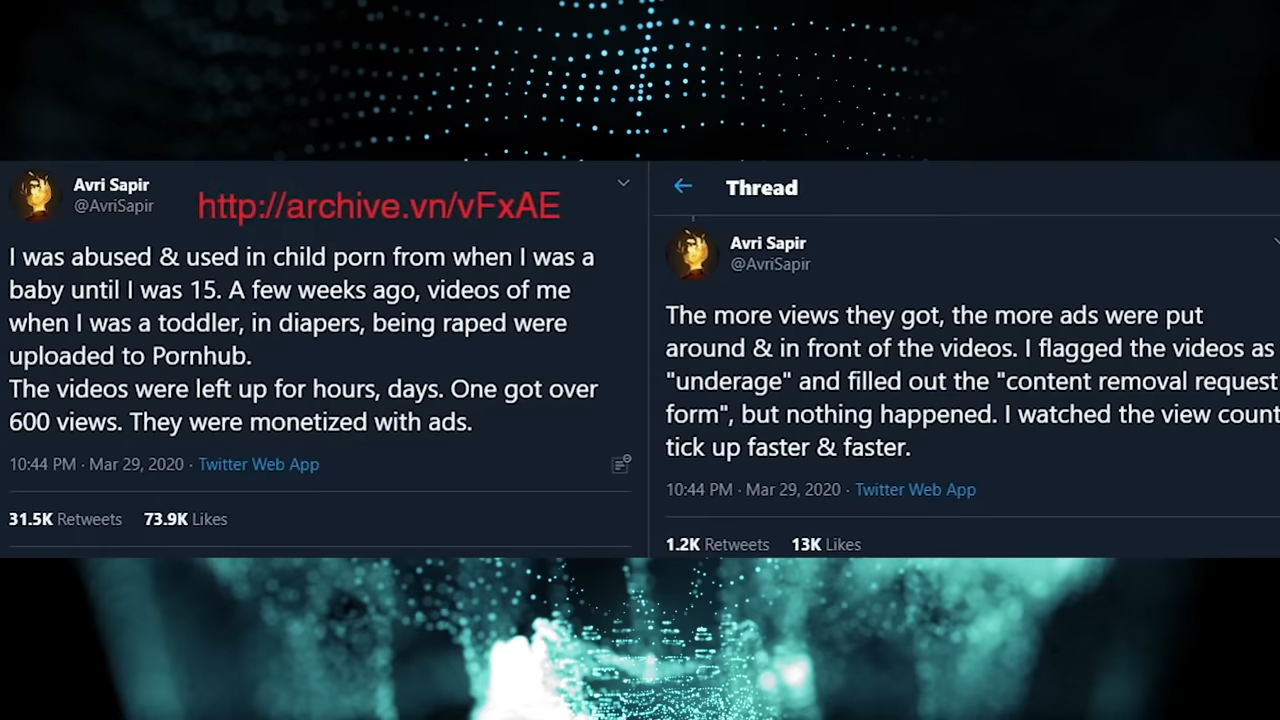 Avri Sapir
@AvriSapir
http://archive.vn/vFxAE
I was abused & used in child porn from when I was a
baby until I was 15. A few weeks ago, videos of me
when I was a toddler, in diapers, being raped were
uploaded to Pornhub.
The videos were left up for hours, days. One got over
600 views. They were monetized with ads.
10:44 PM · Mar 29, 2020 · Twitter Web App
31.5K Retweets 73.9K Likes
Thread
Avri Sapir
@AvriSapir
The more views they got, the more ads were put
around & in front of the videos. I flagged the videos as
"underage" and filled out the "content removal request
form", but nothing happened. I watched the view count
tick up faster & faster.
10:44 PM · Mar 29, 2020 · Twitter Web App
1.2K Retweets 13K Likes